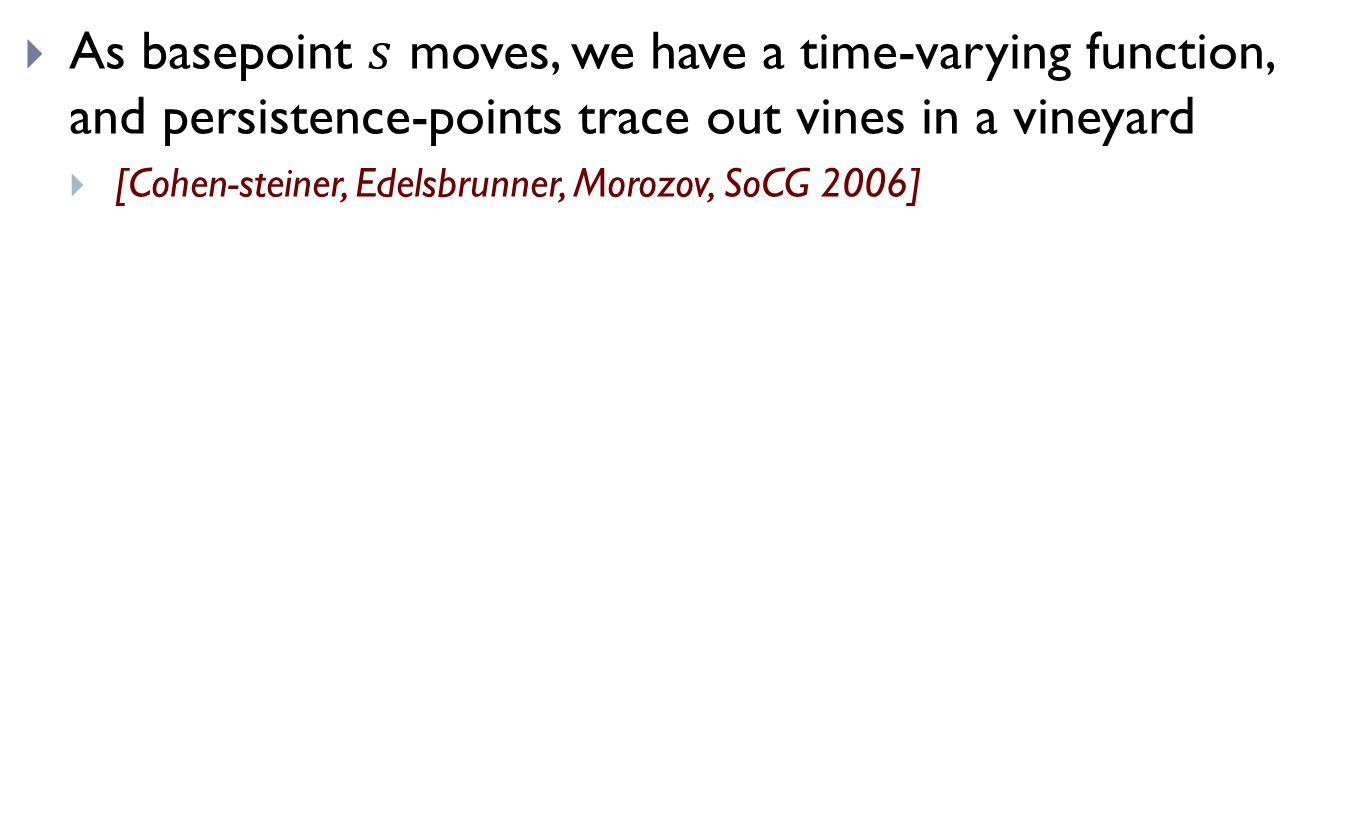 As basepoint s moves, we have a time-varying function,
and persistence-points trace out vines in a vineyard
[Cohen-steiner, Edelsbrunner, Morozov, SoCG 2006]